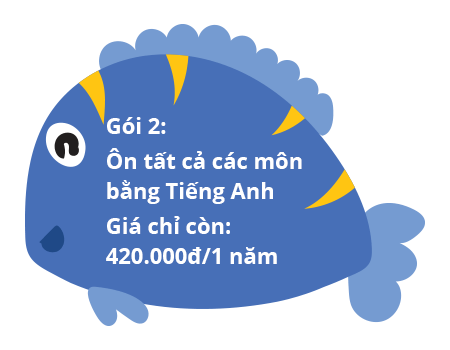 Gói 2:
Ôn tất cả các môn
bằng Tiếng Anh
Giá chỉ còn:
420.000đ/1 năm